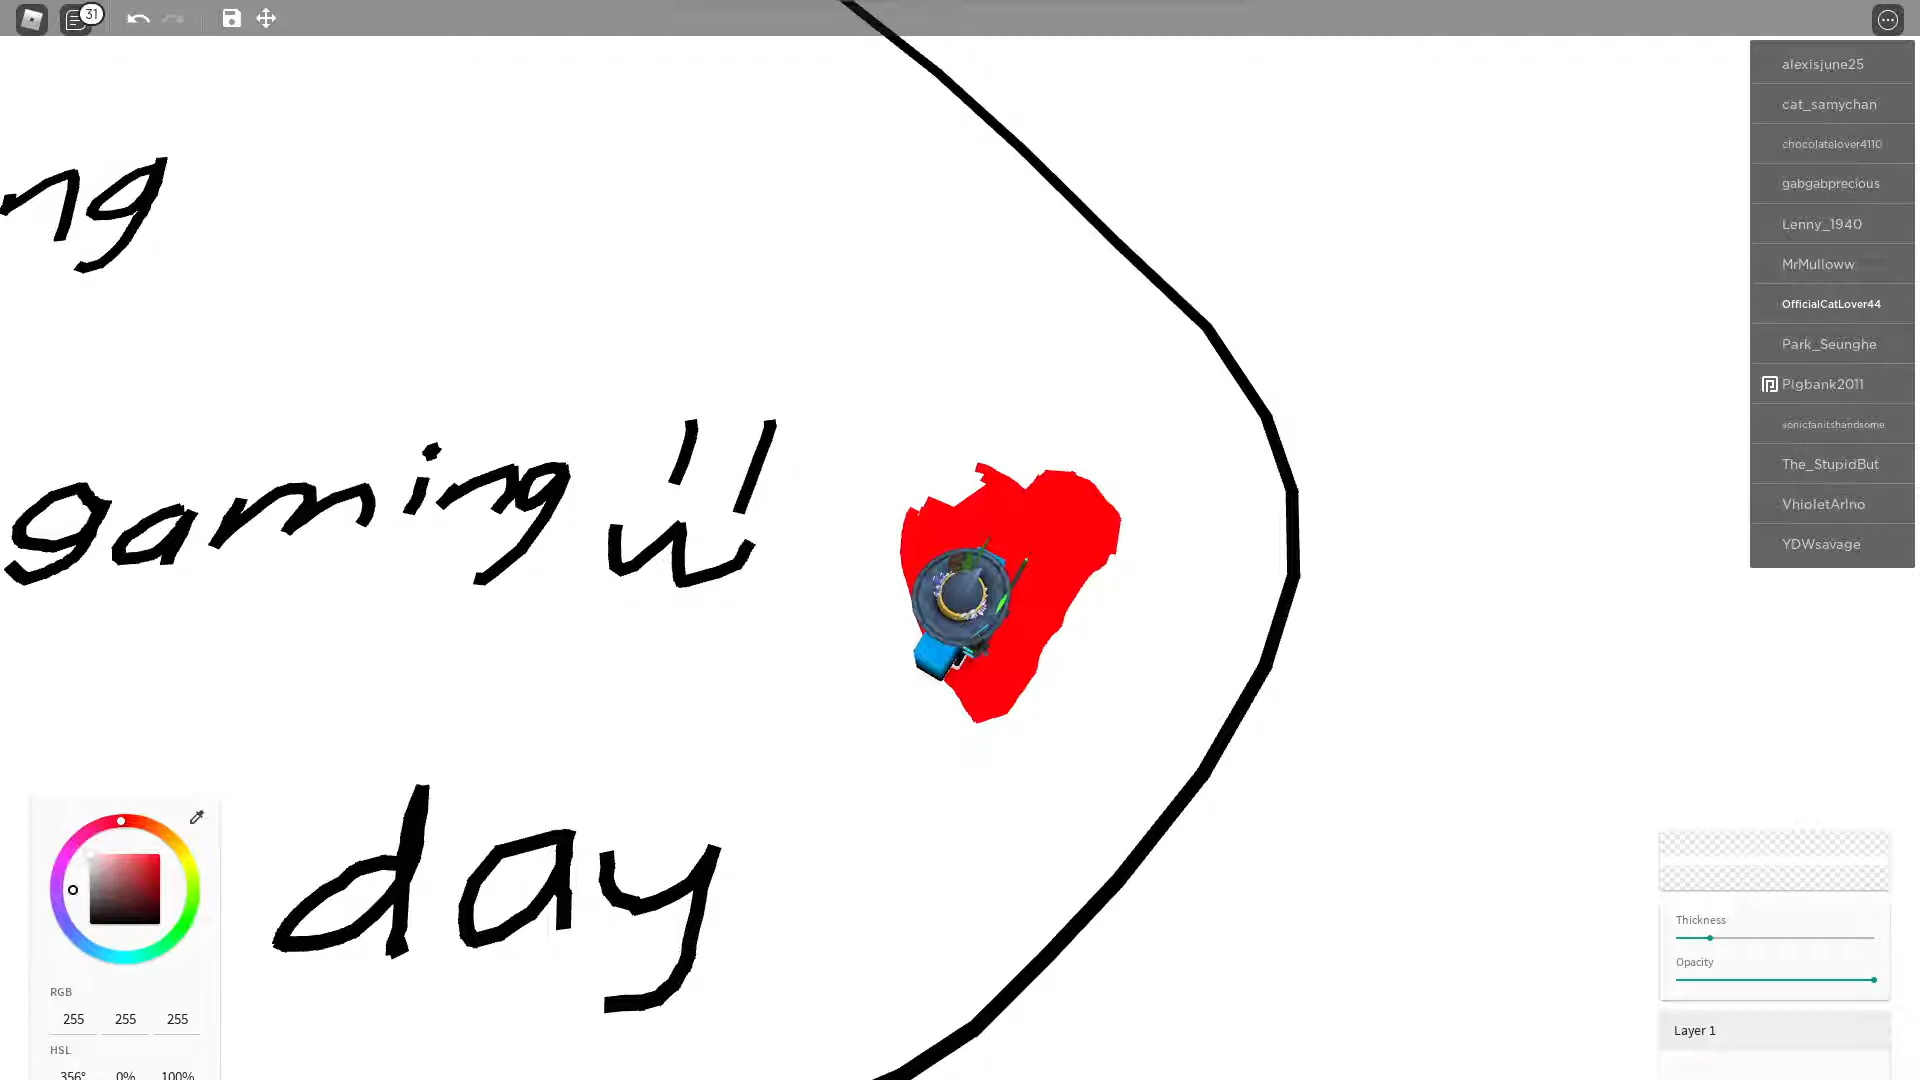 31
alexisjune25
cat_samychan
chocolatelover4110
ng
gabgabprecious
Lenny_1940
MrMulloww
OfficialCatLover44
Park_Seunghe
Pigbank2011
sonicfanitshandsome
gaming !!
The_StupidBut
VhioletArlno
YDWsavage
day
Thickness
Opacity
RGB
255 255 255
Layer 1
HSL
356° 0% 100%